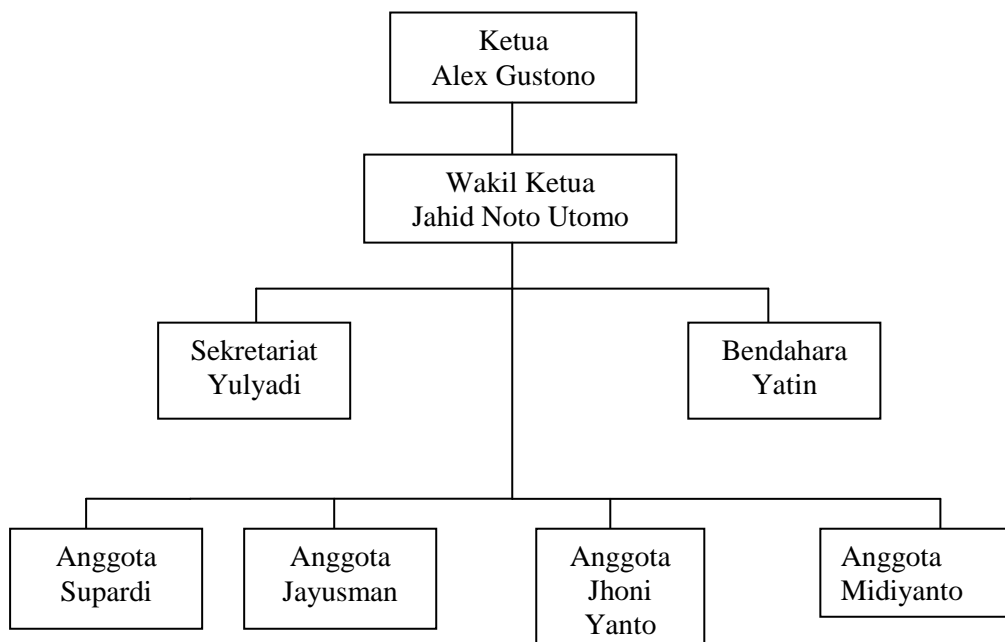 Ketua
Alex Gustono
Wakil Ketua
Jahid Noto Utomo
Sekretariat
Yulyadi
Bendahara
Yatin
Anggota
Supardi
Anggota
Jayusman
Anggota
Jhoni
Yanto
Anggota
Midiyanto